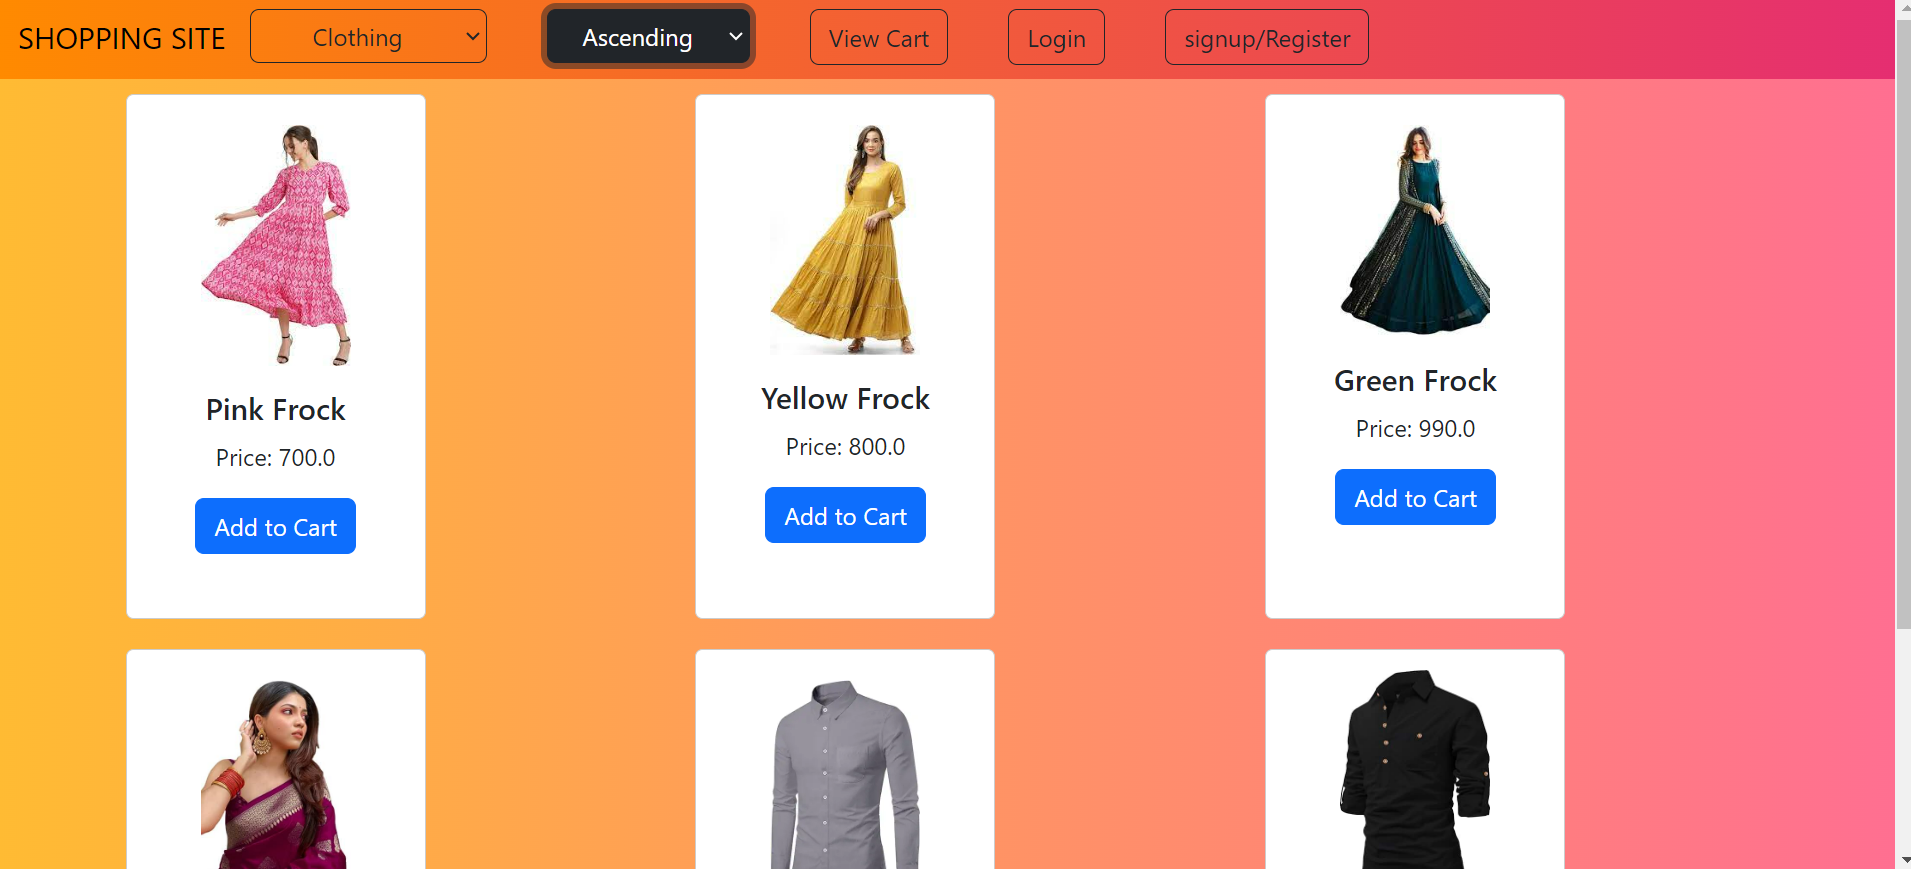 SHOPPING SITE
Clothing
Ascending
View Cart
Login
signup/Register
Pink Frock
Price: 700.0
Add to Cart
Yellow Frock
Price: 800.0
Add to Cart
Green Frock
Price: 990.0
Add to Cart